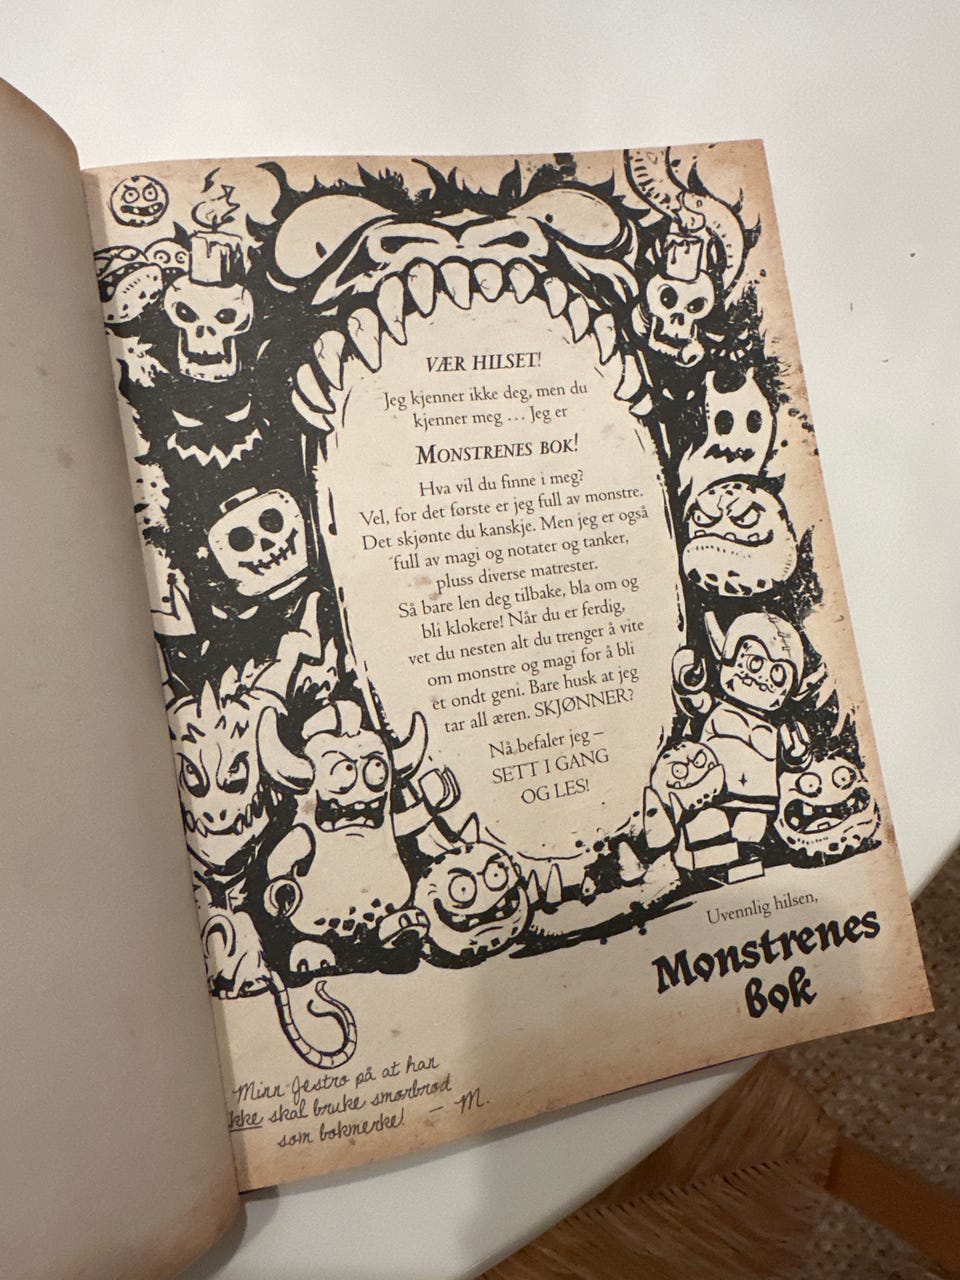 VÆR HILSET!
Jeg kjenner ikke deg, men du
kjenner meg … Jeg er
MONSTRENES BOK!
Hva vil du finne i meg?
Vel, for det første er jeg full av monstre.
Det skjønte du kanskje. Men jeg er også
full av magi og notater og tanker,
pluss diverse matrester.
Så bare len deg tilbake, bla om og
bli klokere! Når du er ferdig,
vet du nesten alt du trenger å vite
om monstre og magi for å bli
et ondt geni. Bare husk at jeg
tar all æren. SKJØNNER?
Nå befaler jeg –
SETT I GANG
OG LES!
Uvennlig hilsen,
Monstrenes
bok
Minn Jestro på at han
ikke skal bruke smørbrød
som bokmerke! – M.